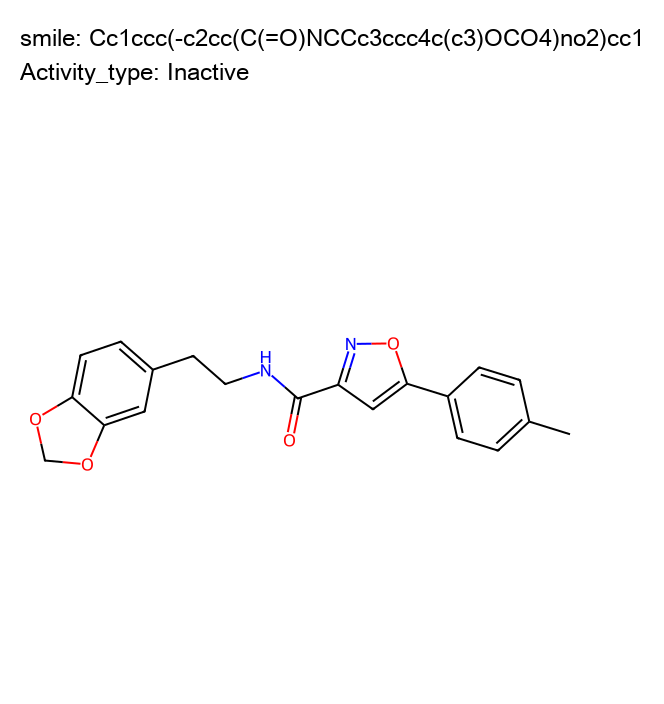 smile: Cc1ccc(-c2cc(C(=O)NCCc3ccc4c(c3)OCO4)no2)cc1
Activity_type: Inactive
N O
H
N
O
O
O